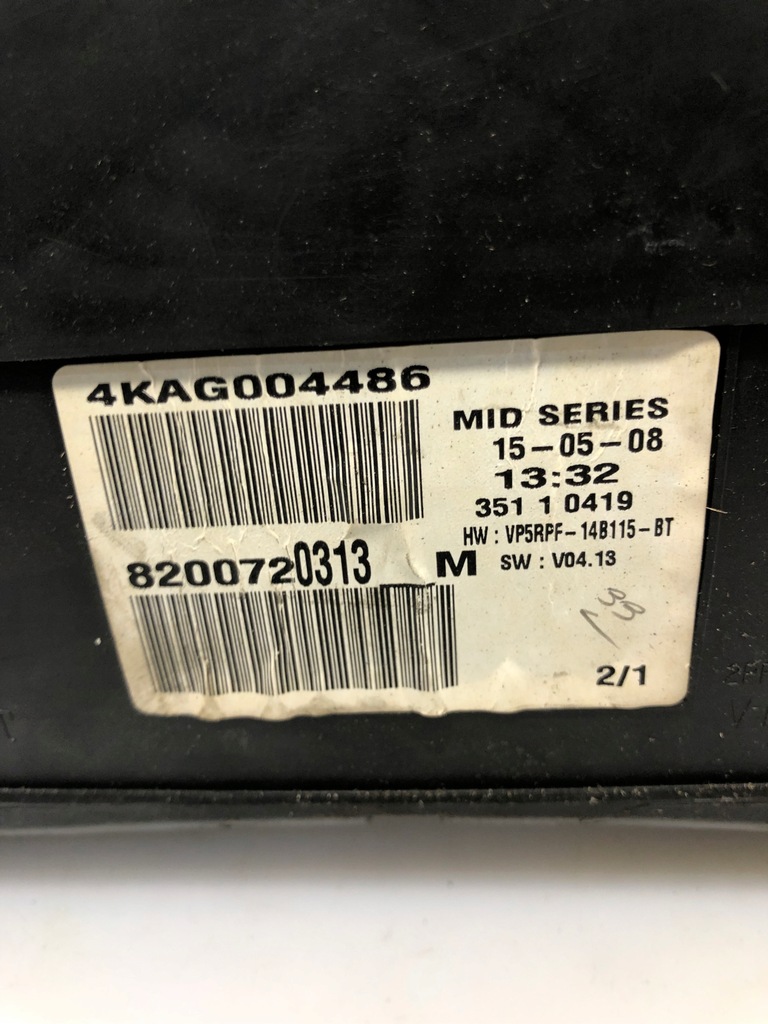 4KAG004486
MID SERIES
15-05-08
13:32
351 1 0419
HW : VP5RPF-14B115-BT
8200720313 M
SW : V04.13
33
2/1